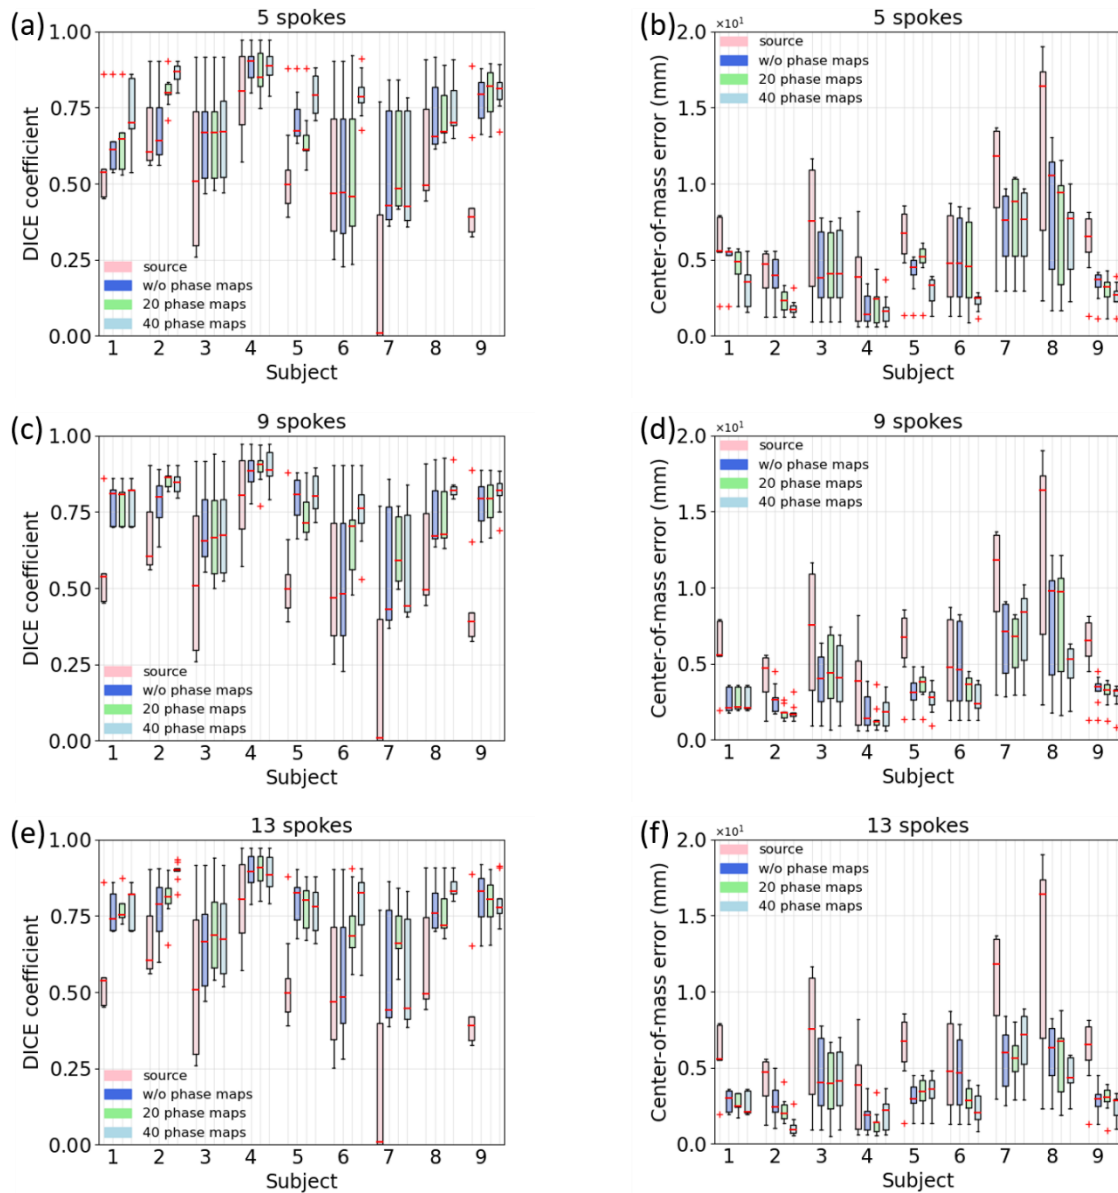 (a)
5 spokes
DICE coefficient
1.00
0.75
0.50
0.25
0.00
source
w/o phase maps
20 phase maps
40 phase maps
1 2 3 4 5 6 7 8 9
Subject
(b)
5 spokes
×10¹
Center-of-mass error (mm)
2.0
1.5
1.0
0.5
0.0
source
w/o phase maps
20 phase maps
40 phase maps
1 2 3 4 5 6 7 8 9
Subject
(c)
9 spokes
DICE coefficient
1.00
0.75
0.50
0.25
0.00
source
w/o phase maps
20 phase maps
40 phase maps
1 2 3 4 5 6 7 8 9
Subject
(d)
9 spokes
×10¹
Center-of-mass error (mm)
2.0
1.5
1.0
0.5
0.0
source
w/o phase maps
20 phase maps
40 phase maps
1 2 3 4 5 6 7 8 9
Subject
(e)
13 spokes
DICE coefficient
1.00
0.75
0.50
0.25
0.00
source
w/o phase maps
20 phase maps
40 phase maps
1 2 3 4 5 6 7 8 9
Subject
(f)
13 spokes
×10¹
Center-of-mass error (mm)
2.0
1.5
1.0
0.5
0.0
source
w/o phase maps
20 phase maps
40 phase maps
1 2 3 4 5 6 7 8 9
Subject